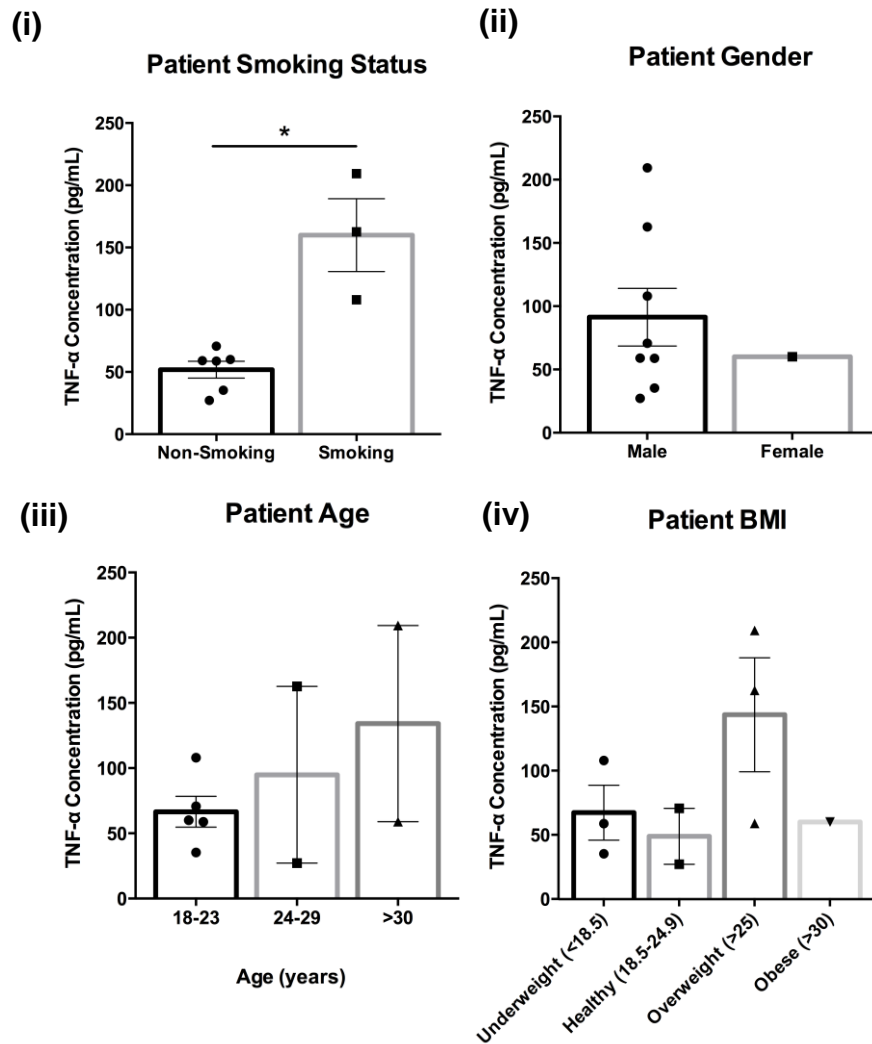 (i)
Patient Smoking Status
*
250
200
150
100
50
0
TNF-α Concentration (pg/mL)
Non-Smoking Smoking
(ii)
Patient Gender
250
200
150
100
50
0
TNF-α Concentration (pg/mL)
Male Female
(iii)
Patient Age
250
200
150
100
50
0
TNF-α Concentration (pg/mL)
18-23 24-29 >30
Age (years)
(iv)
Patient BMI
250
200
150
100
50
0
TNF-α Concentration (pg/mL)
Underweight (<18.5)
Healthy (18.5-24.9)
Overweight (>25)
Obese (>30)